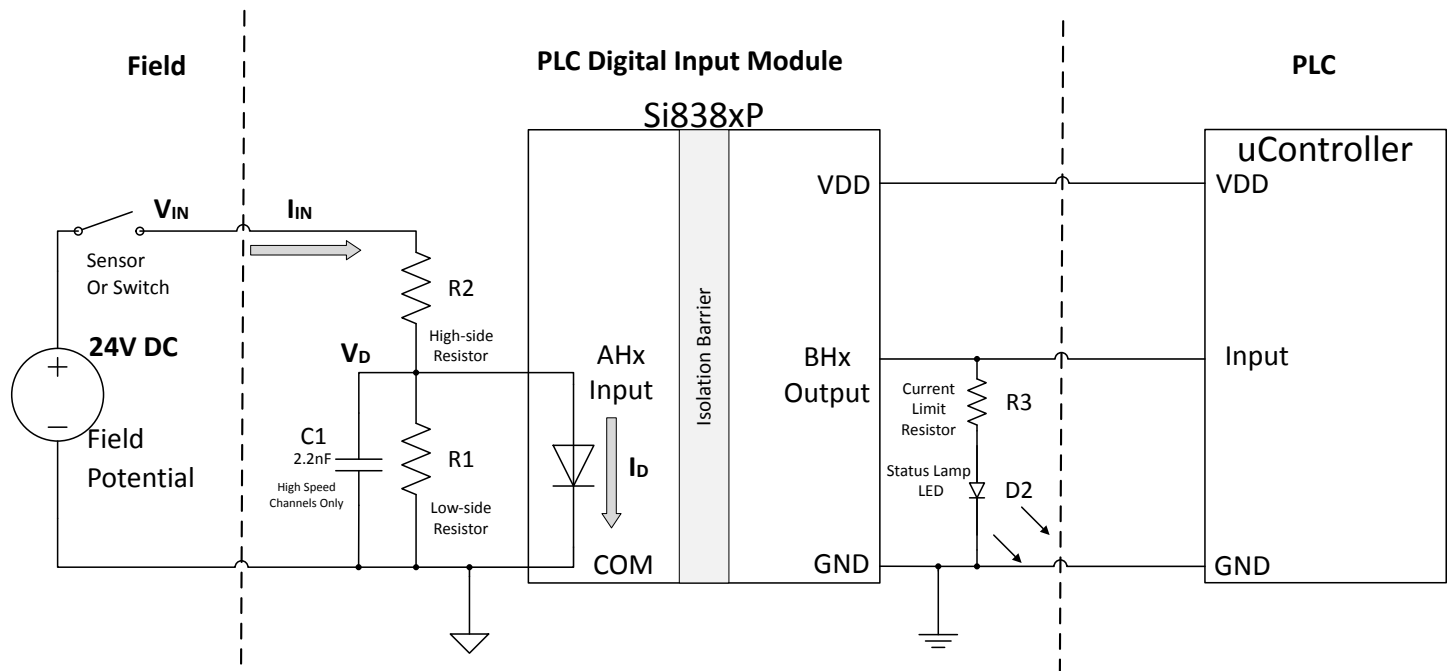 Field
PLC Digital Input Module
PLC
Si838xP
uController
VDD
VDD
VIN
IIN
Sensor
Or Switch
R2
High-side
Resistor
24V DC
+
−
Field
Potential
VD
AHx
Input
Isolation Barrier
BHx
Output
Input
Current
Limit
Resistor
R3
C1
2.2nF
High Speed
Channels Only
R1
Low-side
Resistor
ID
Status Lamp
LED
D2
COM
GND
GND